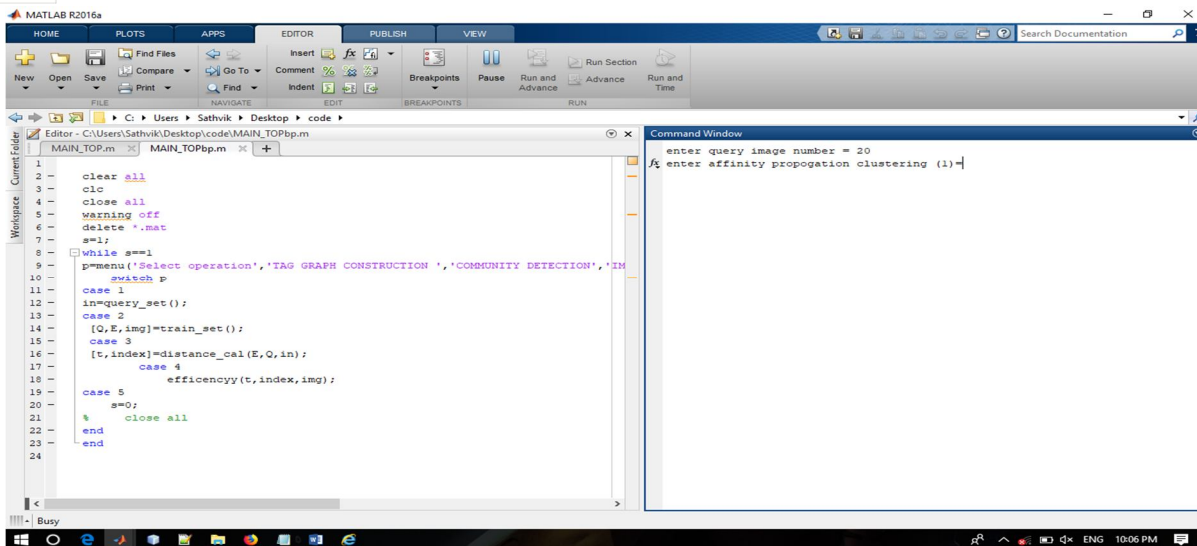 MATLAB R2016a
HOME PLOTS APPS EDITOR PUBLISH VIEW Search Documentation
New Open Save Find Files Compare Print Go To Find Insert fx Comment Indent Breakpoints Pause Run and Advance Run Section Advance Run and Time
FILE NAVIGATE EDIT BREAKPOINTS RUN
C: Users Sathvik Desktop code
Current Folder
Workspace
Editor - C:\Users\Sathvik\Desktop\code\MAIN_TOPbp.m
MAIN_TOP.m MAIN_TOPbp.m +
1
2 - clear all
3 - clc
4 - close all
5 - warning off
6 - delete *.mat
7 - s=1;
8 - while s==1
9 - p=menu('Select operation','TAG GRAPH CONSTRUCTION ','COMMUNITY DETECTION','IM
10 - switch p
11 - case 1
12 - in=query_set();
13 - case 2
14 - [Q,E,img]=train_set();
15 - case 3
16 - [t,index]=distance_cal(E,Q,in);
17 - case 4
18 - efficencyy(t,index,img);
19 - case 5
20 - s=0;
21 % close all
22 - end
23 - end
24
Command Window
enter query image number = 20
fx enter affinity propogation clustering (1)=
Busy
ENG 10:06 PM